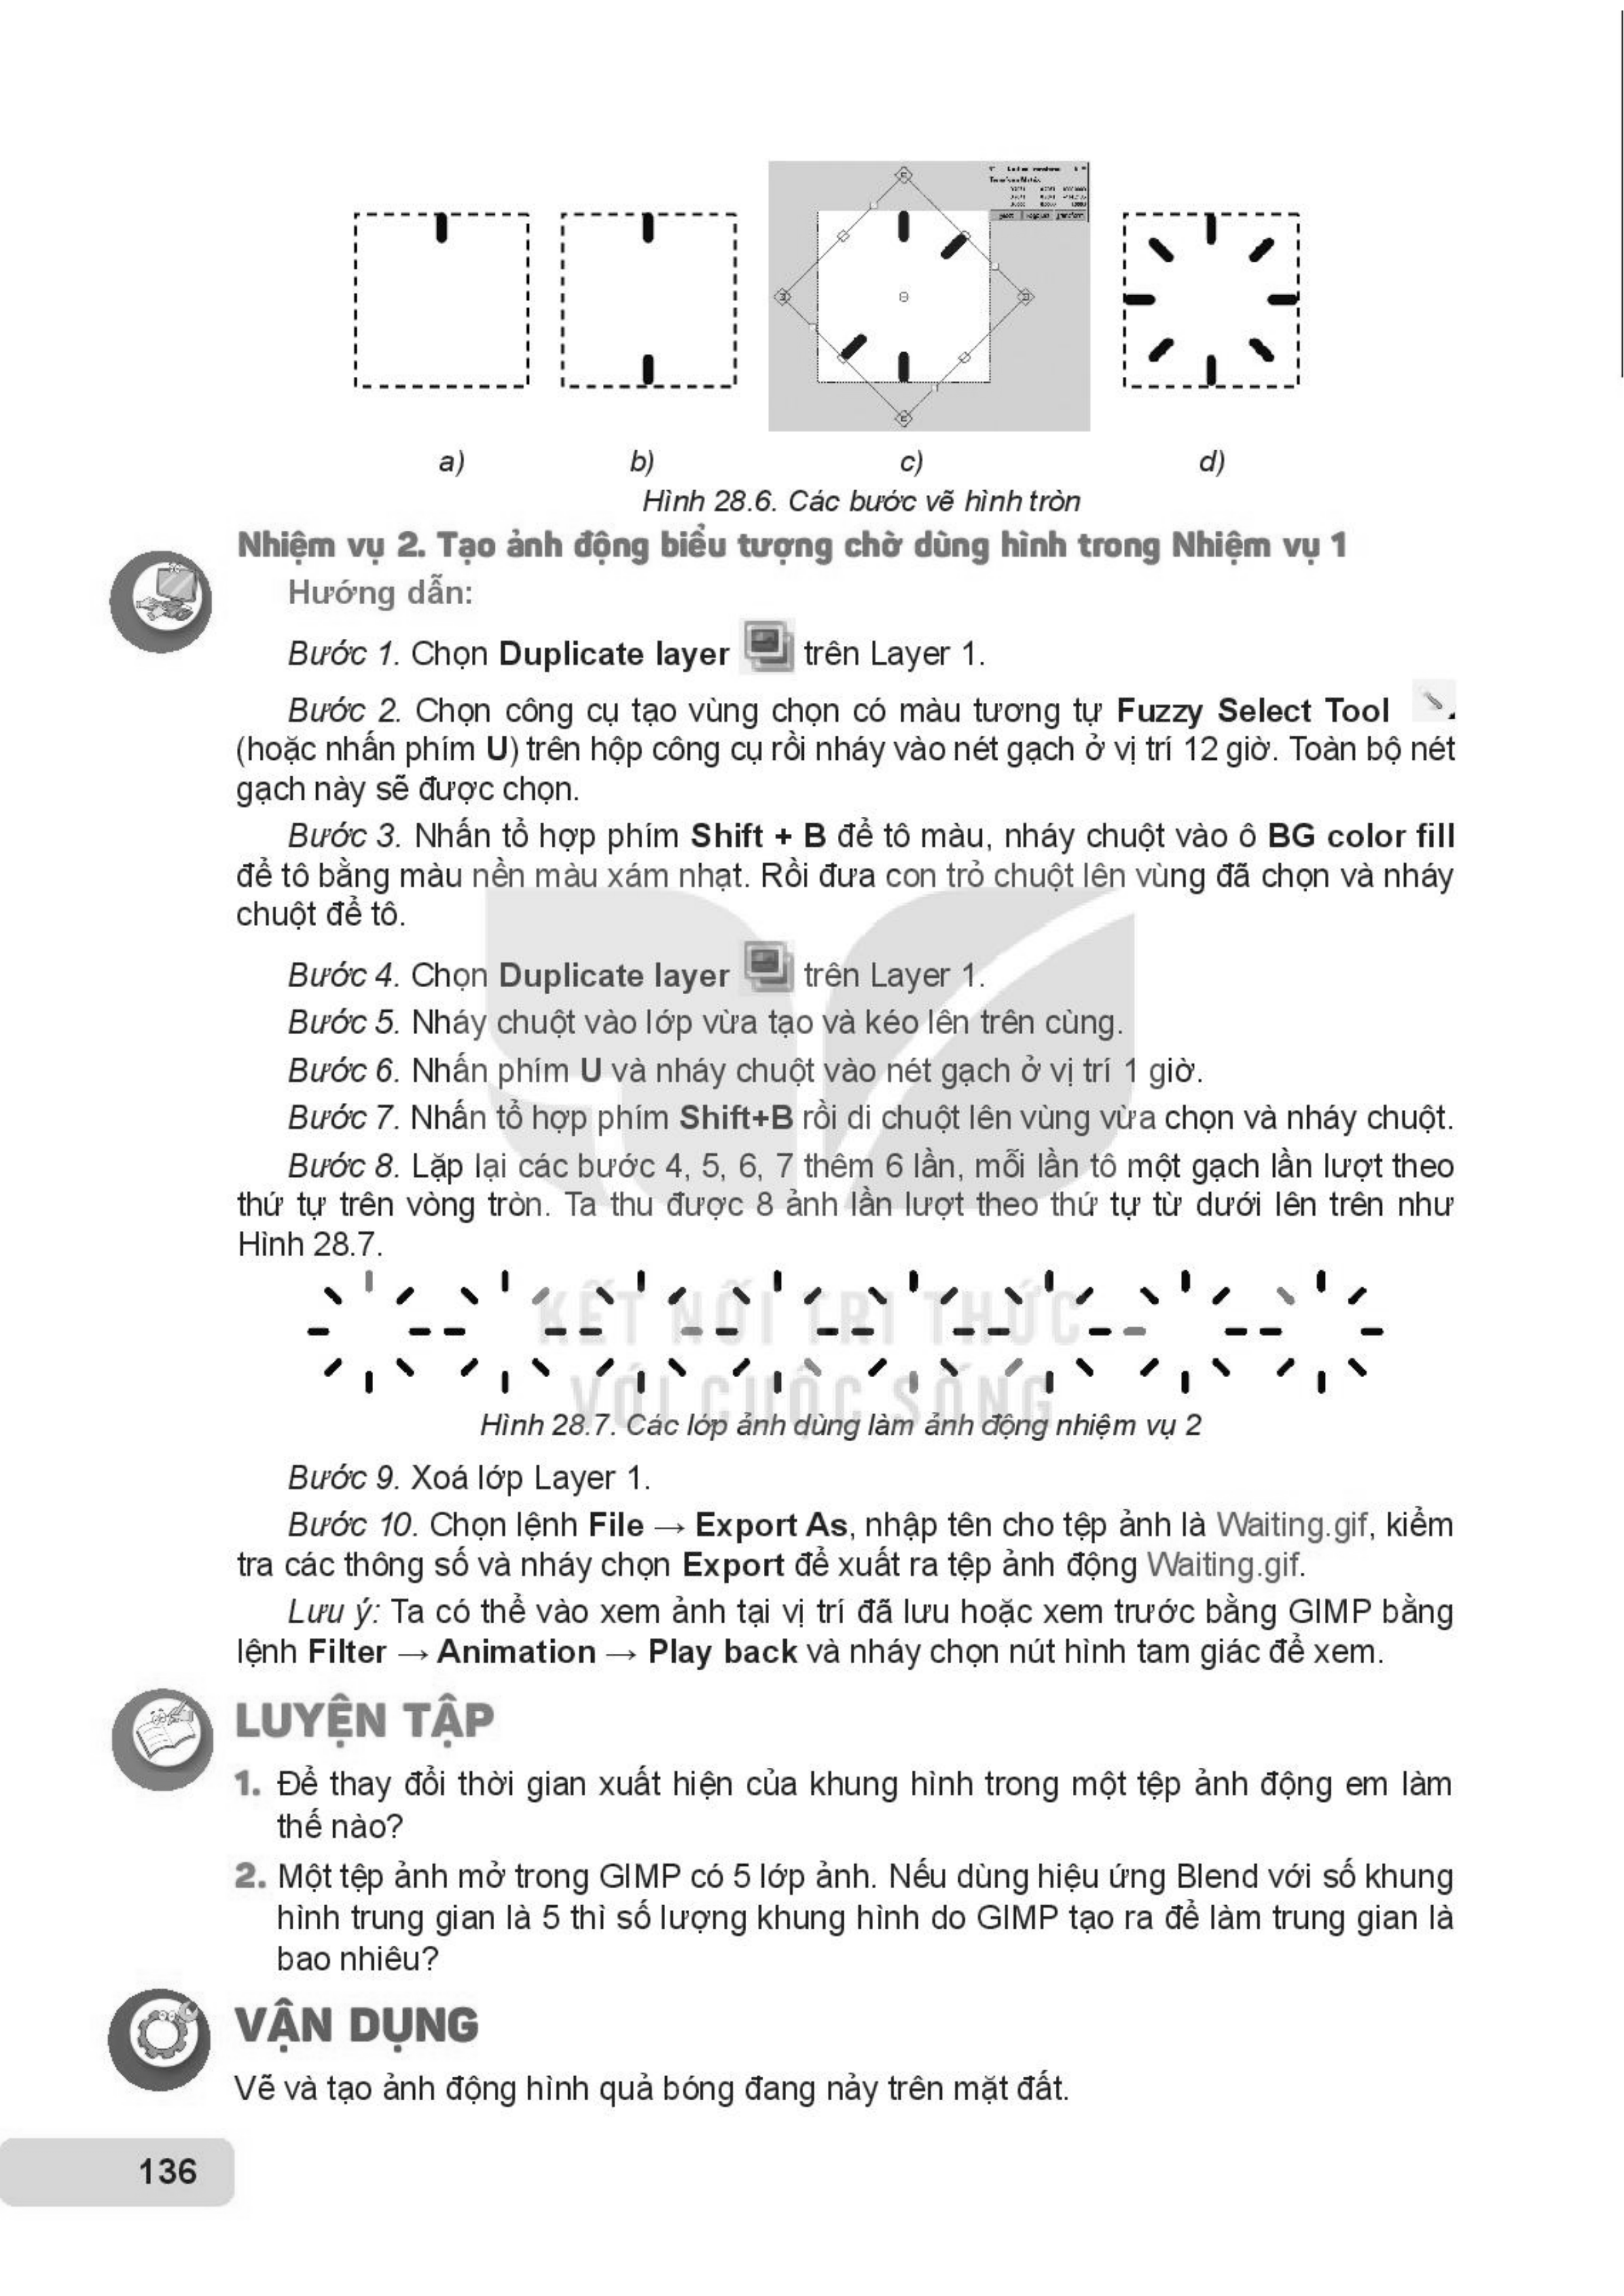 a) b) c) d)
Hình 28.6. Các bước vẽ hình tròn
Nhiệm vụ 2. Tạo ảnh động biểu tượng chờ dùng hình trong Nhiệm vụ 1
Hướng dẫn:
Bước 1. Chọn Duplicate layer trên Layer 1.
Bước 2. Chọn công cụ tạo vùng chọn có màu tương tự Fuzzy Select Tool
(hoặc nhấn phím U) trên hộp công cụ rồi nháy vào nét gạch ở vị trí 12 giờ. Toàn bộ nét
gạch này sẽ được chọn.
Bước 3. Nhấn tổ hợp phím Shift + B để tô màu, nháy chuột vào ô BG color fill
để tô bằng màu nền màu xám nhạt. Rồi đưa con trỏ chuột lên vùng đã chọn và nháy
chuột để tô.
Bước 4. Chọn Duplicate layer trên Layer 1.
Bước 5. Nháy chuột vào lớp vừa tạo và kéo lên trên cùng.
Bước 6. Nhấn phím U và nháy chuột vào nét gạch ở vị trí 1 giờ.
Bước 7. Nhấn tổ hợp phím Shift+B rồi di chuột lên vùng vừa chọn và nháy chuột.
Bước 8. Lặp lại các bước 4, 5, 6, 7 thêm 6 lần, mỗi lần tô một gạch lần lượt theo
thứ tự trên vòng tròn. Ta thu được 8 ảnh lần lượt theo thứ tự từ dưới lên trên như
Hình 28.7.
KẾT NỐI TRI THỨC
VỚI CUỘC SỐNG
Hình 28.7. Các lớp ảnh dùng làm ảnh động nhiệm vụ 2
Bước 9. Xoá lớp Layer 1.
Bước 10. Chọn lệnh File → Export As, nhập tên cho tệp ảnh là Waiting.gif, kiểm
tra các thông số và nháy chọn Export để xuất ra tệp ảnh động Waiting.gif.
Lưu ý: Ta có thể vào xem ảnh tại vị trí đã lưu hoặc xem trước bằng GIMP bằng
lệnh Filter → Animation → Play back và nháy chọn nút hình tam giác để xem.
LUYỆN TẬP
1. Để thay đổi thời gian xuất hiện của khung hình trong một tệp ảnh động em làm
thế nào?
2. Một tệp ảnh mở trong GIMP có 5 lớp ảnh. Nếu dùng hiệu ứng Blend với số khung
hình trung gian là 5 thì số lượng khung hình do GIMP tạo ra để làm trung gian là
bao nhiêu?
VẬN DỤNG
Vẽ và tạo ảnh động hình quả bóng đang nảy trên mặt đất.
136